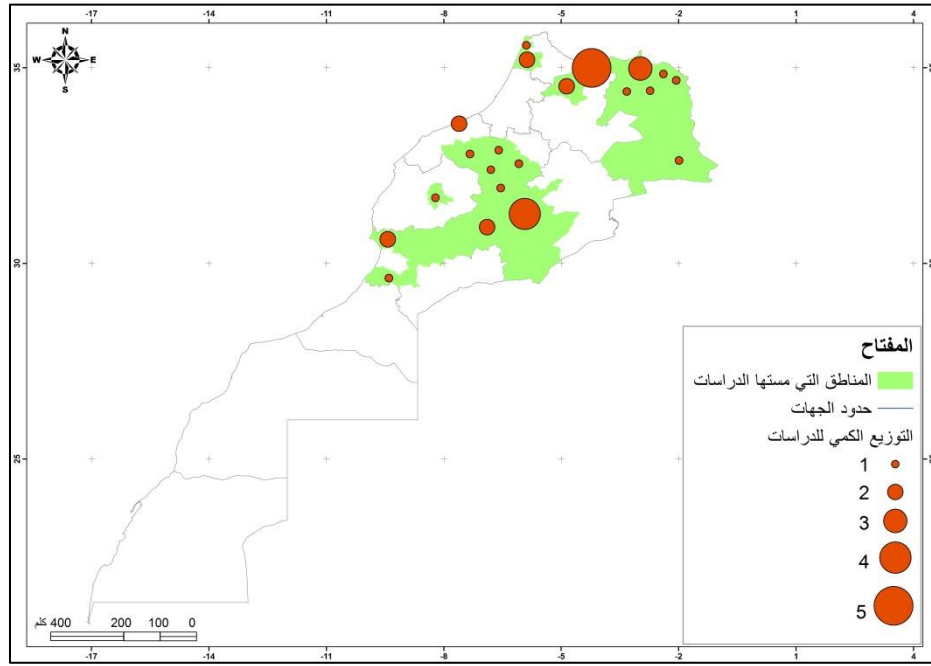 -17 -14 -11 -8 -5 -2 1 4
N
W E
S
35
30
25
المفتاح
المناطق التي مستها الدراسات
حدود الجهات
التوزيع الكمي للدراسات
1
2
3
4
5
كلم 400 200 100 0
-17 -14 -11 -8 -5 -2 1 4